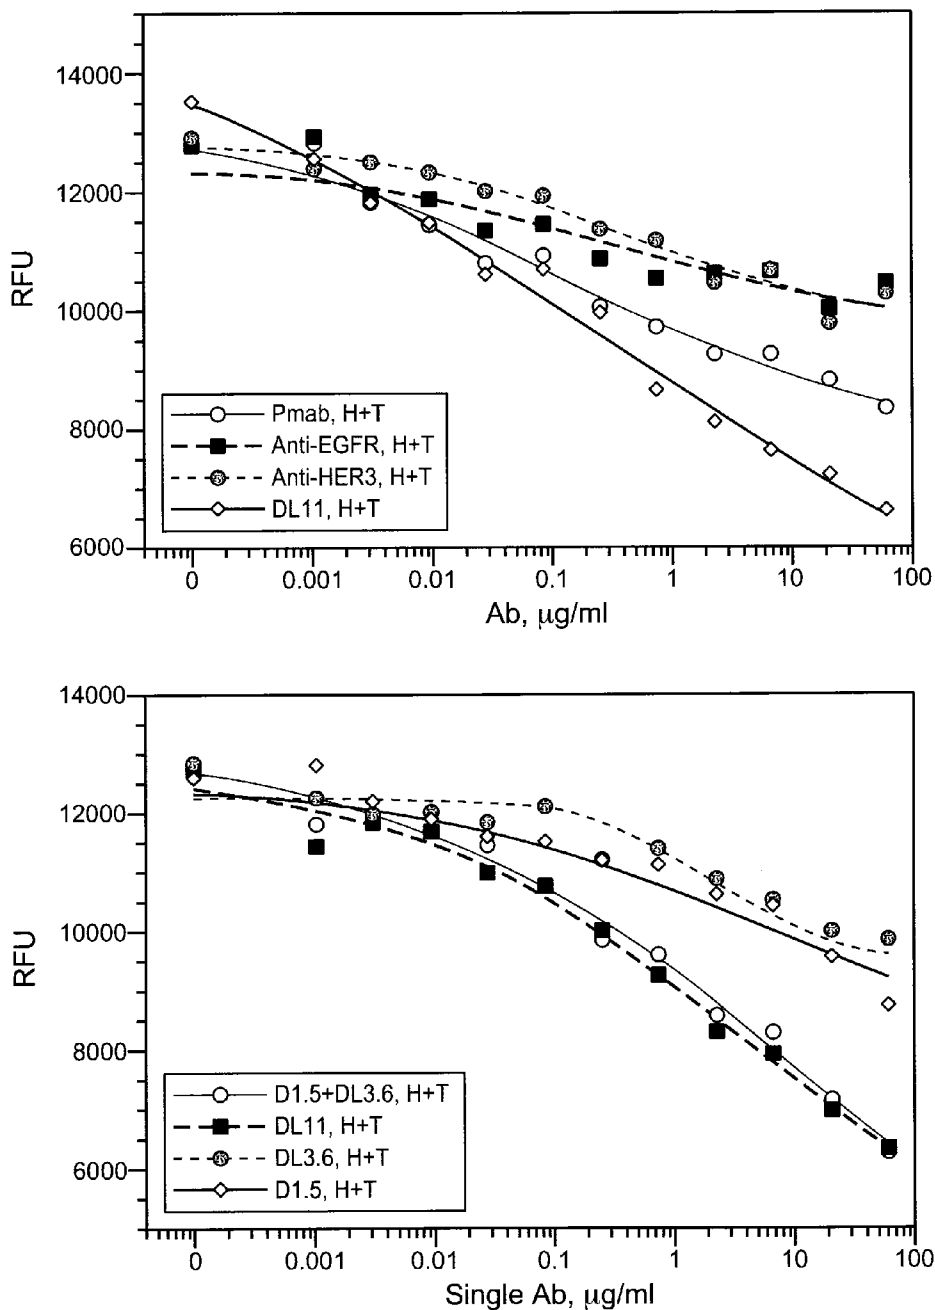 14000
12000
10000
8000
6000
RFU
Pmab, H+T
Anti-EGFR, H+T
Anti-HER3, H+T
DL11, H+T
0 0.001 0.01 0.1 1 10 100
Ab, μg/ml
14000
12000
10000
8000
6000
RFU
D1.5+DL3.6, H+T
DL11, H+T
DL3.6, H+T
D1.5, H+T
0 0.001 0.01 0.1 1 10 100
Single Ab, μg/ml